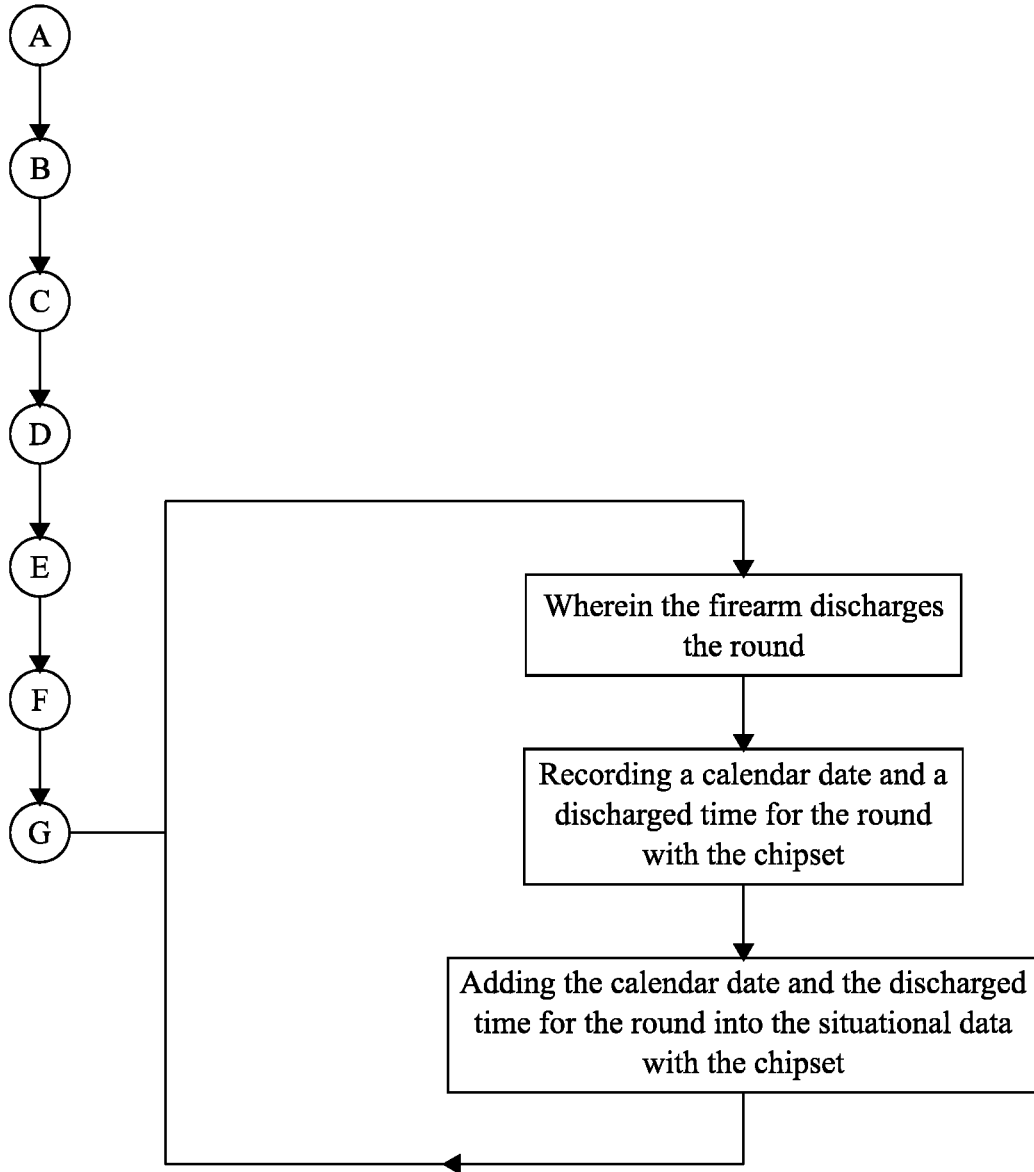 A
B
C
D
E
F
G
Wherein the firearm discharges
the round
Recording a calendar date and a
discharged time for the round
with the chipset
Adding the calendar date and the discharged
time for the round into the situational data
with the chipset